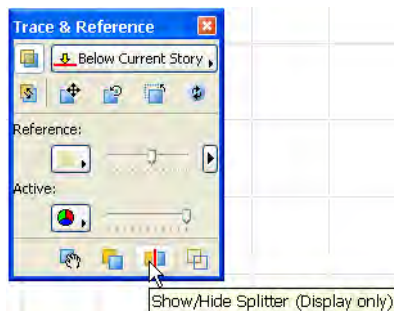 Trace & Reference
Below Current Story
Reference:
Active:
Show/Hide Splitter (Display only)